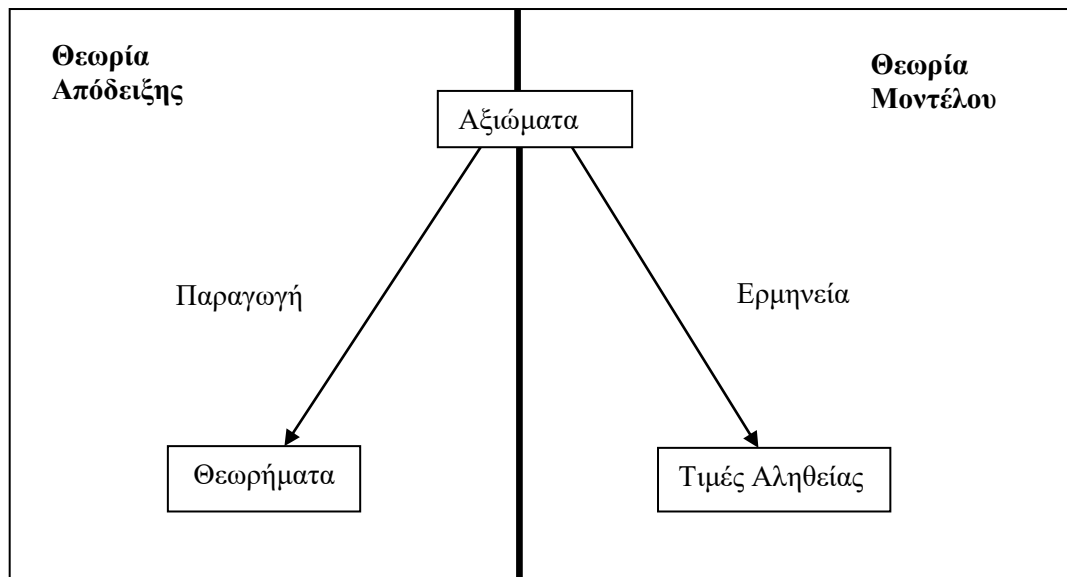 Θεωρία
Απόδειξης
Θεωρία
Μοντέλου
Αξιώματα
Παραγωγή
Ερμηνεία
Θεωρήματα
Τιμές Αληθείας